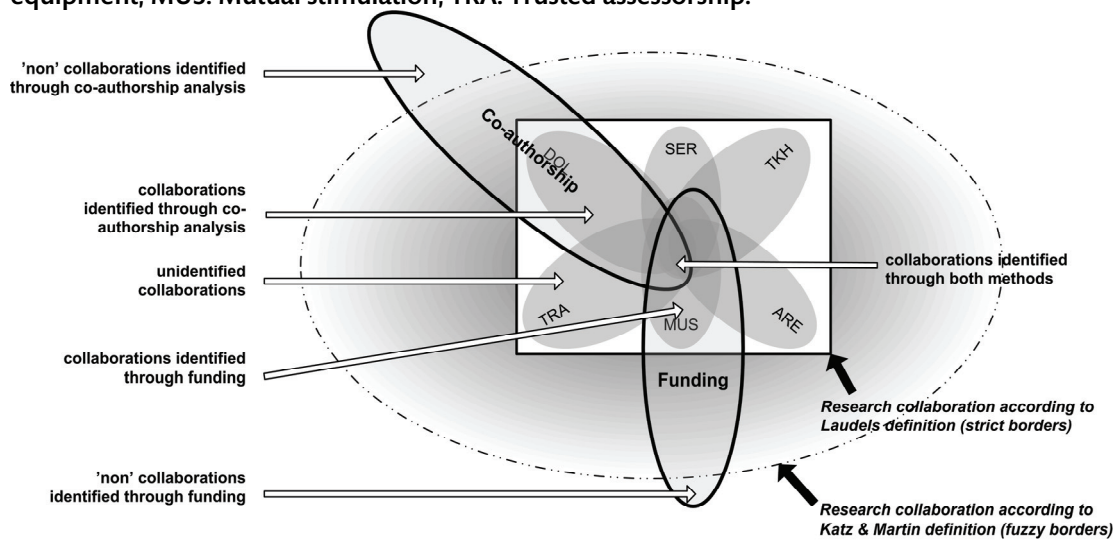 equipment; MUS: Mutual stimulation; TRA: Trusted assessorship.
'non' collaborations identified
through co-authorship analysis
Co-authorship
DOL
SER
TKH
collaborations
identified through co-
authorship analysis
unidentified
collaborations
collaborations identified
through both methods
TRA
MUS
ARE
collaborations identified
through funding
Funding
Research collaboration according to
Laudels definition (strict borders)
'non' collaborations
identified through funding
Research collaboration according to
Katz & Martin definition (fuzzy borders)